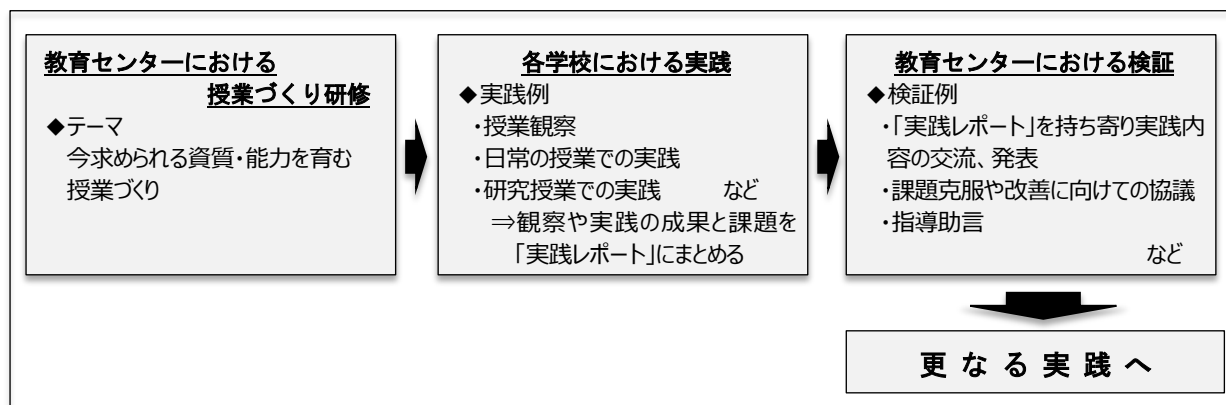 教育センターにおける
授業づくり研修
◆テーマ
今求められる資質・能力を育む
授業づくり
各学校における実践
◆実践例
・授業観察
・日常の授業での実践
・研究授業での実践　　など
⇒観察や実践の成果と課題を
「実践レポート」にまとめる
教育センターにおける検証
◆検証例
・「実践レポート」を持ち寄り実践内
容の交流、発表
・課題克服や改善に向けての協議
・指導助言
など
更なる実践へ